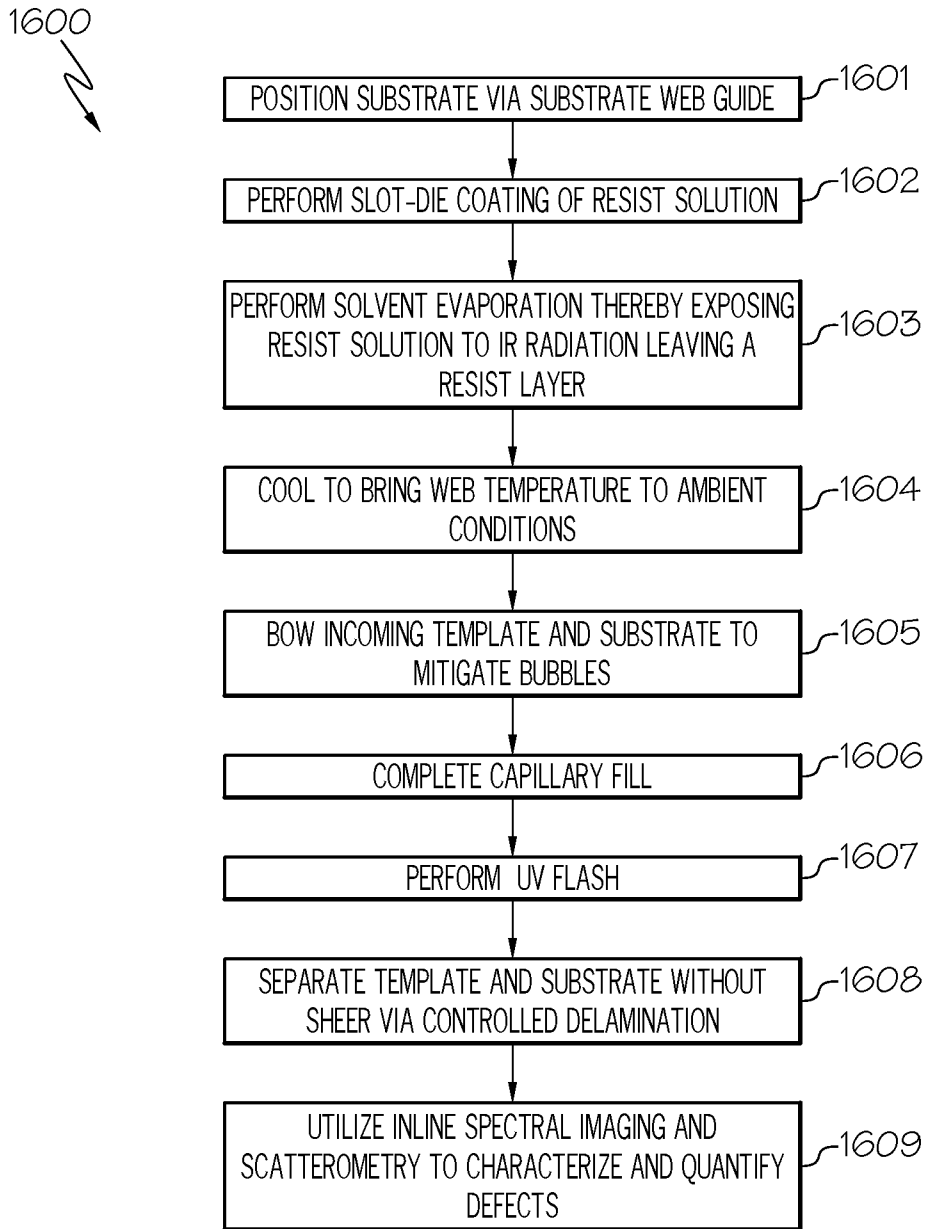 1600
POSITION SUBSTRATE VIA SUBSTRATE WEB GUIDE
1601
PERFORM SLOT-DIE COATING OF RESIST SOLUTION
1602
PERFORM SOLVENT EVAPORATION THEREBY EXPOSING
RESIST SOLUTION TO IR RADIATION LEAVING A
RESIST LAYER
1603
COOL TO BRING WEB TEMPERATURE TO AMBIENT
CONDITIONS
1604
BOW INCOMING TEMPLATE AND SUBSTRATE TO
MITIGATE BUBBLES
1605
COMPLETE CAPILLARY FILL
1606
PERFORM UV FLASH
1607
SEPARATE TEMPLATE AND SUBSTRATE WITHOUT
SHEER VIA CONTROLLED DELAMINATION
1608
UTILIZE INLINE SPECTRAL IMAGING AND
SCATTEROMETRY TO CHARACTERIZE AND QUANTIFY
DEFECTS
1609